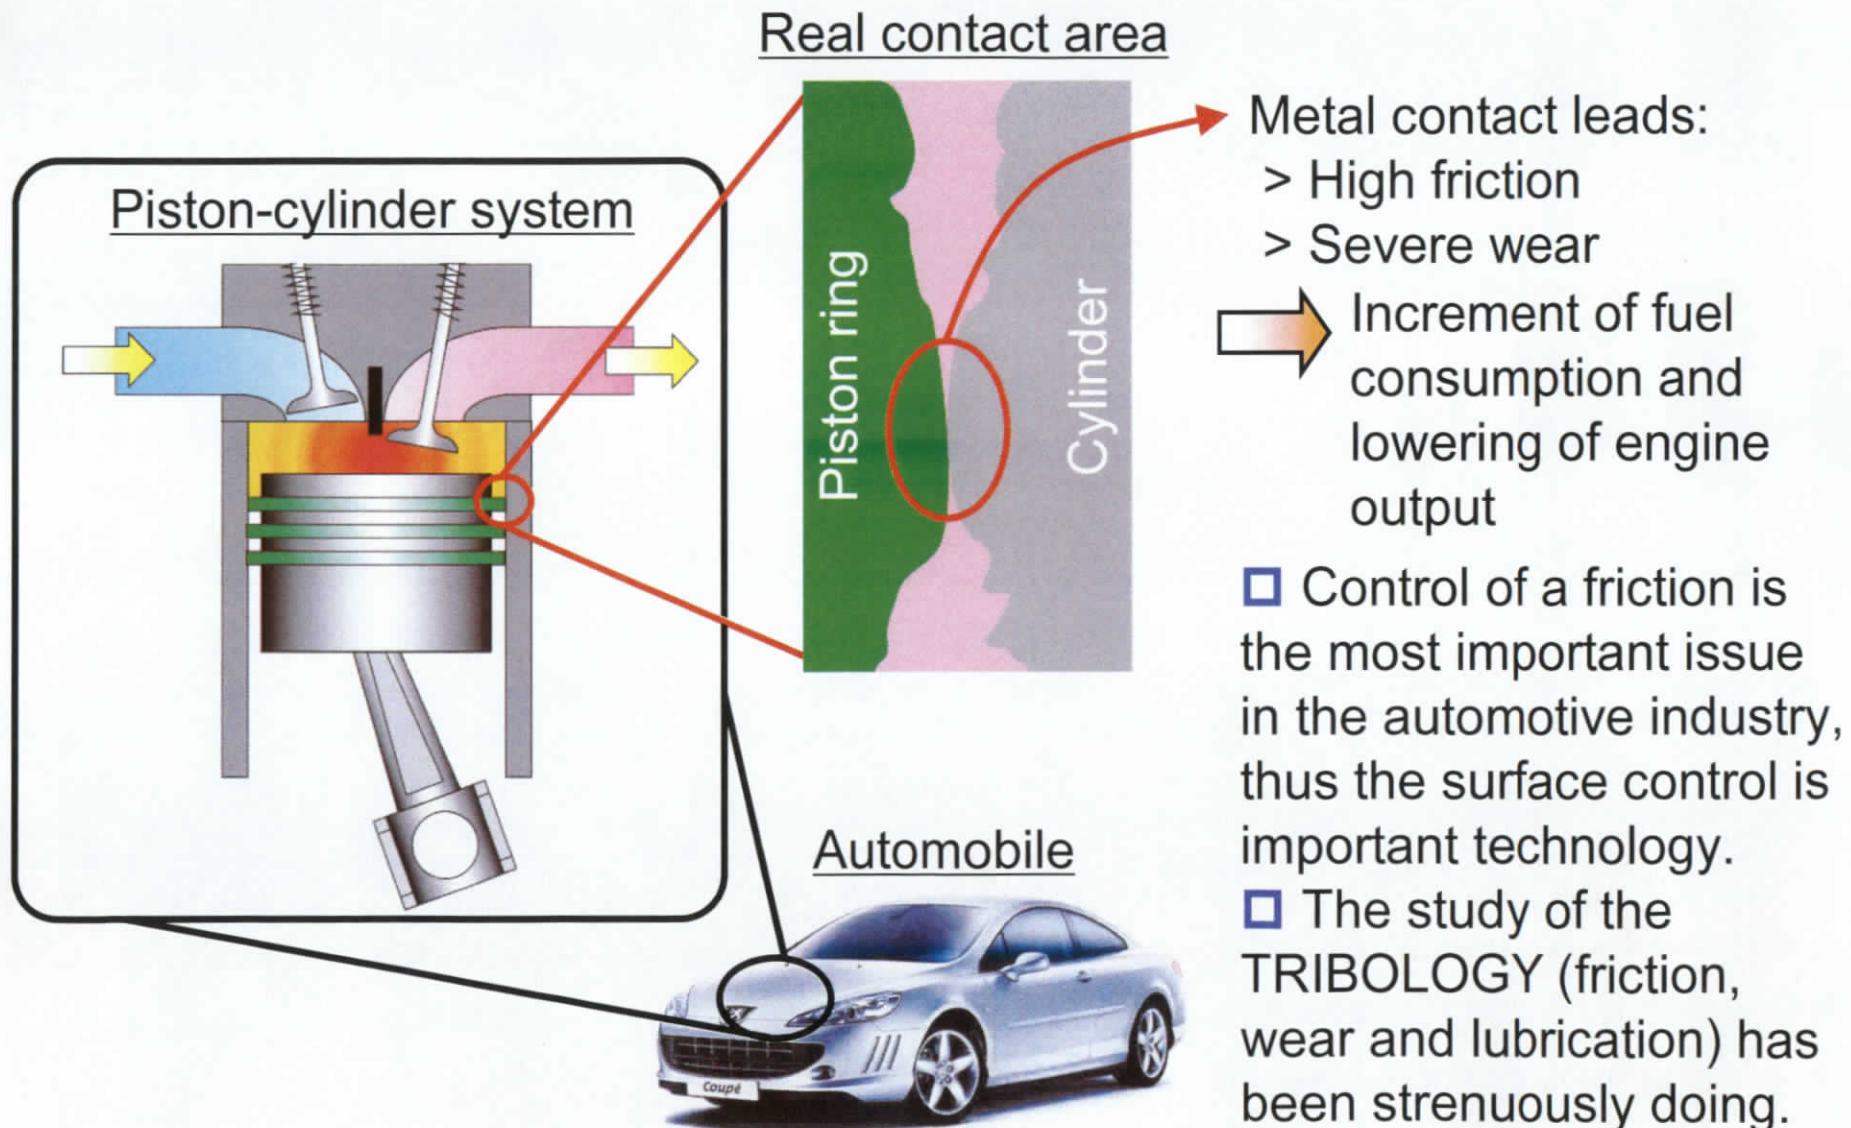 Real contact area
Piston-cylinder system
Piston ring
Cylinder
Metal contact leads:
> High friction
> Severe wear
Increment of fuel
consumption and
lowering of engine
output
Control of a friction is
the most important issue
in the automotive industry,
thus the surface control is
important technology.
The study of the
TRIBOLOGY (friction,
wear and lubrication) has
been strenuously doing.
Automobile
Coupé